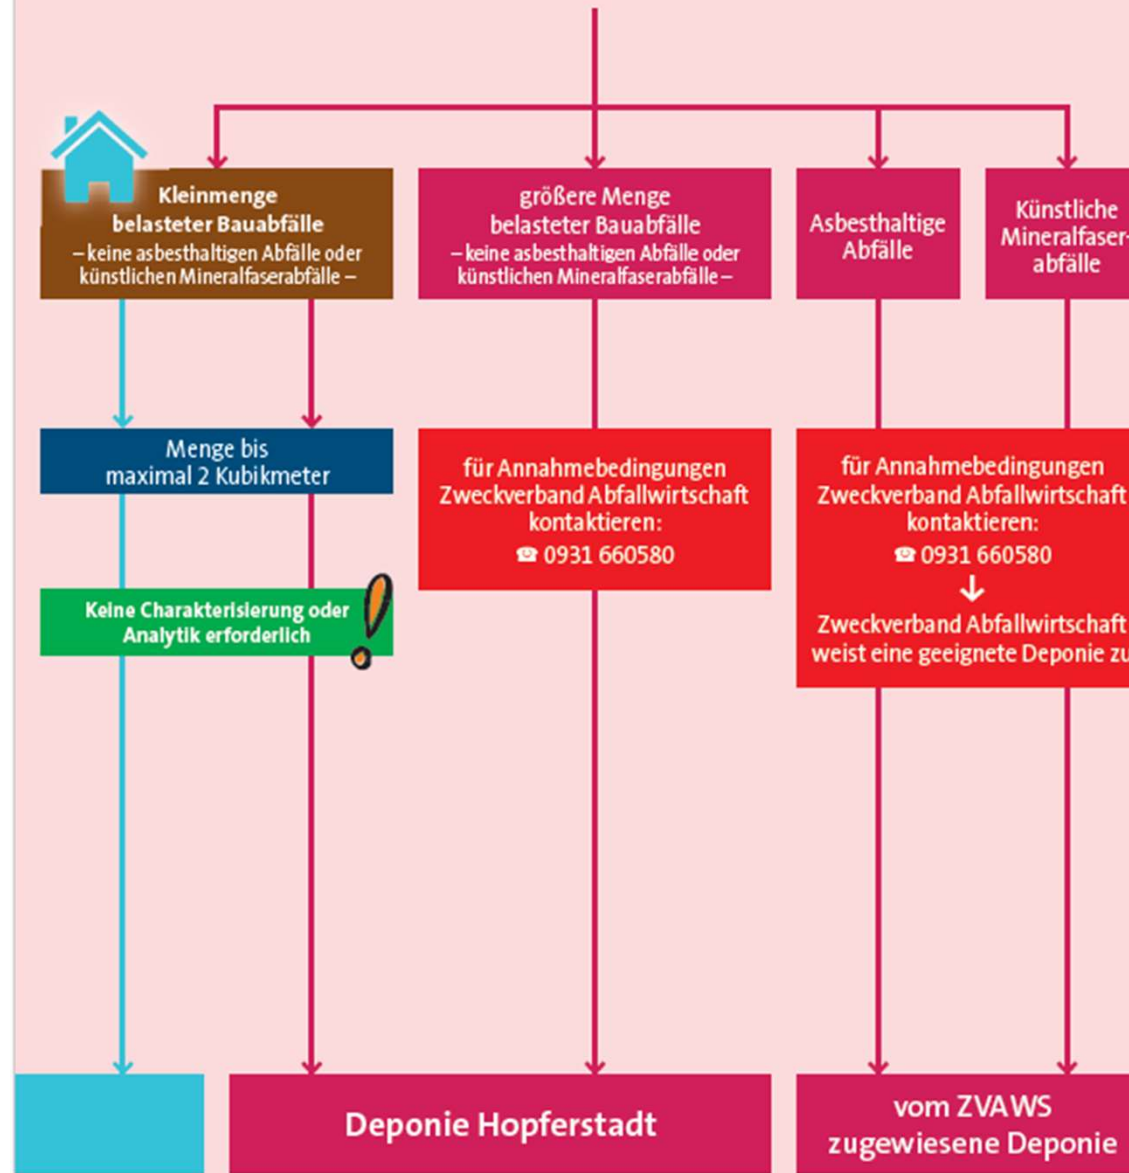 Kleinmenge
belasteter Bauabfälle
– keine asbesthaltigen Abfälle oder
künstlichen Mineralfaserabfälle –
größere Menge
belasteter Bauabfälle
– keine asbesthaltigen Abfälle oder
künstlichen Mineralfaserabfälle –
Asbesthaltige
Abfälle
Künstliche
Mineralfaser-
abfälle
Menge bis
maximal 2 Kubikmeter
für Annahmebedingungen
Zweckverband Abfallwirtschaft
kontaktieren:
☎ 0931 660580
für Annahmebedingungen
Zweckverband Abfallwirtschaft
kontaktieren:
☎ 0931 660580
Zweckverband Abfallwirtschaft
weist eine geeignete Deponie zu
Keine Charakterisierung oder
Analytik erforderlich
Deponie Hopferstadt
vom ZVAWS
zugewiesene Deponie